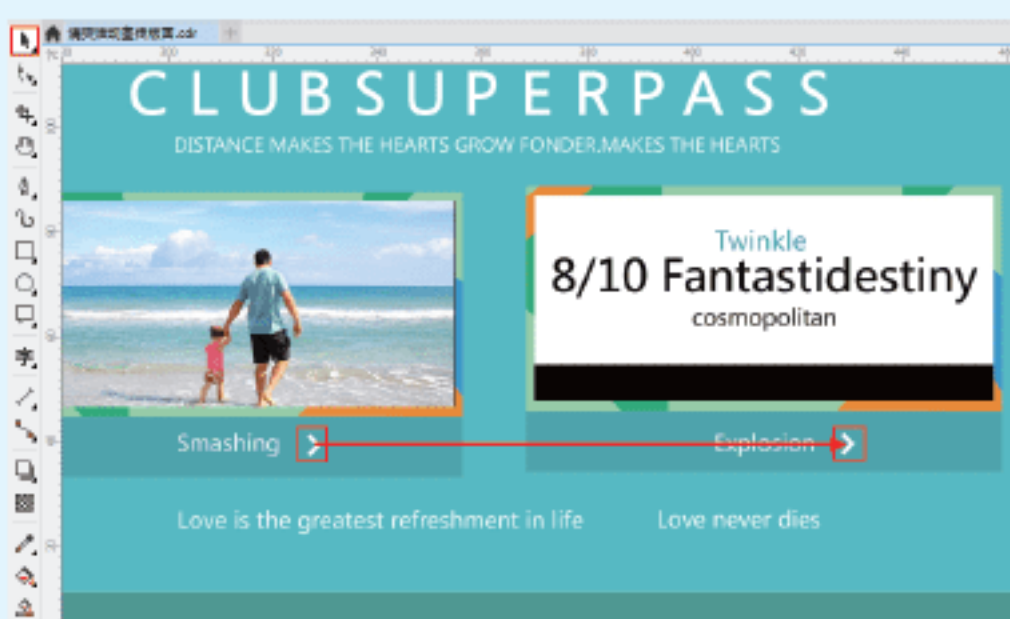 CLUBSUPERPASS
DISTANCE MAKES THE HEARTS GROW FONDER.MAKES THE HEARTS
Twinkle
8/10 Fantastidestiny
cosmopolitan
Smashing
Explosion
Love is the greatest refreshment in life
Love never dies